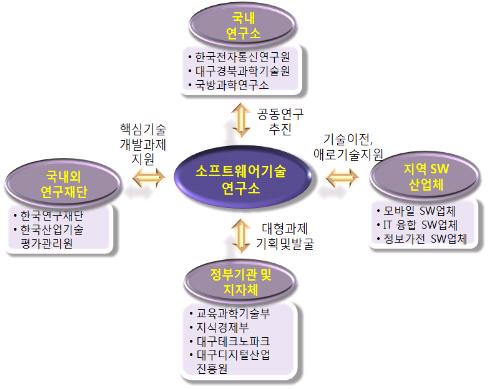 국내
연구소
• 한국전자통신연구원
• 대구경북과학기술원
• 국방과학연구소
공동연구
추진
핵심기술
개발과제
지원
기술이전,
애로기술지원
국내외
연구재단
• 한국연구재단
• 한국산업기술
평가관리원
소프트웨어기술
연구소
지역 SW
산업체
• 모바일 SW업체
• IT 융합 SW업체
• 정보가전 SW업체
대형과제
기획및발굴
정부기관 및
지자체
• 교육과학기술부
• 지식경제부
• 대구테크노파크
• 대구디지털산업
진흥원